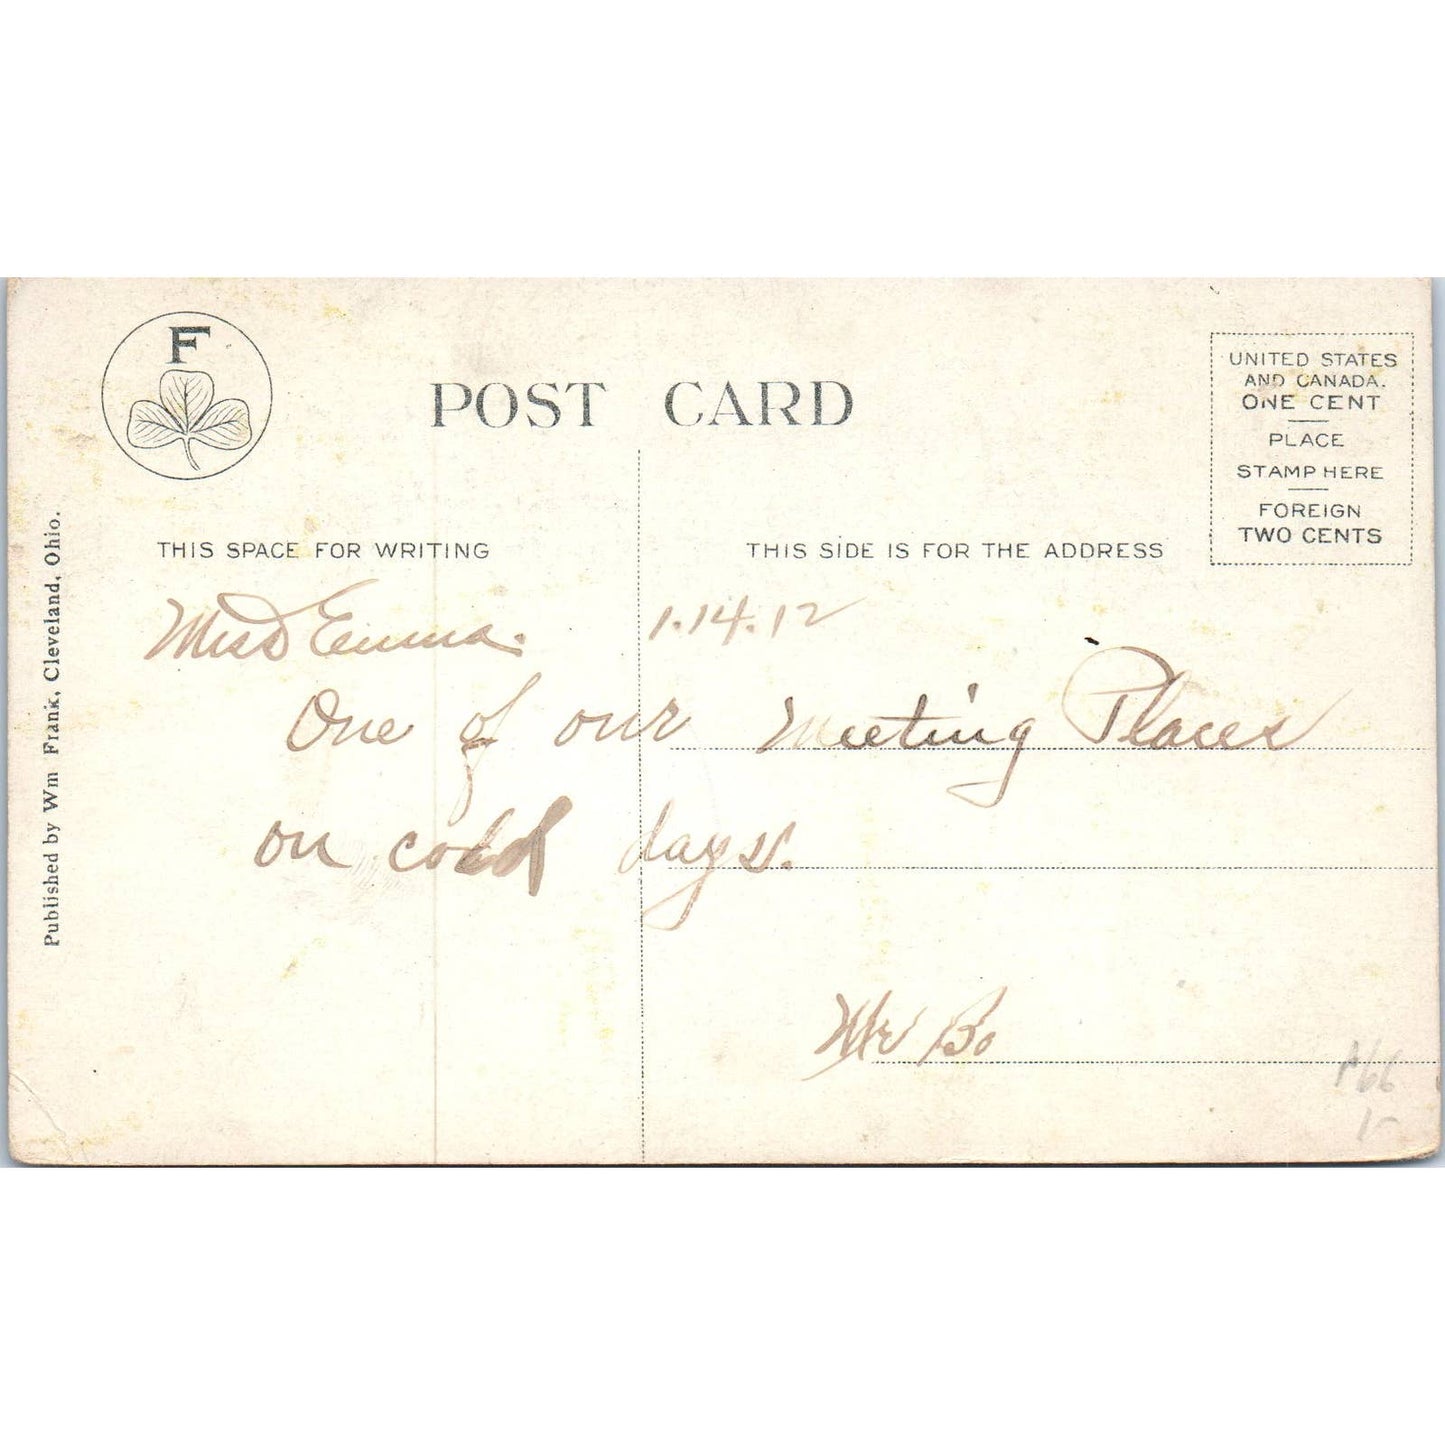 F
POST CARD
UNITED STATES
AND CANADA.
ONE CENT
PLACE
STAMP HERE
FOREIGN
TWO CENTS
THIS SPACE FOR WRITING
THIS SIDE IS FOR THE ADDRESS
Published by Wm Frank, Cleveland, Ohio.
Miss Emma. 1.14.12
One of our Meeting Places
on cold days.
Bo